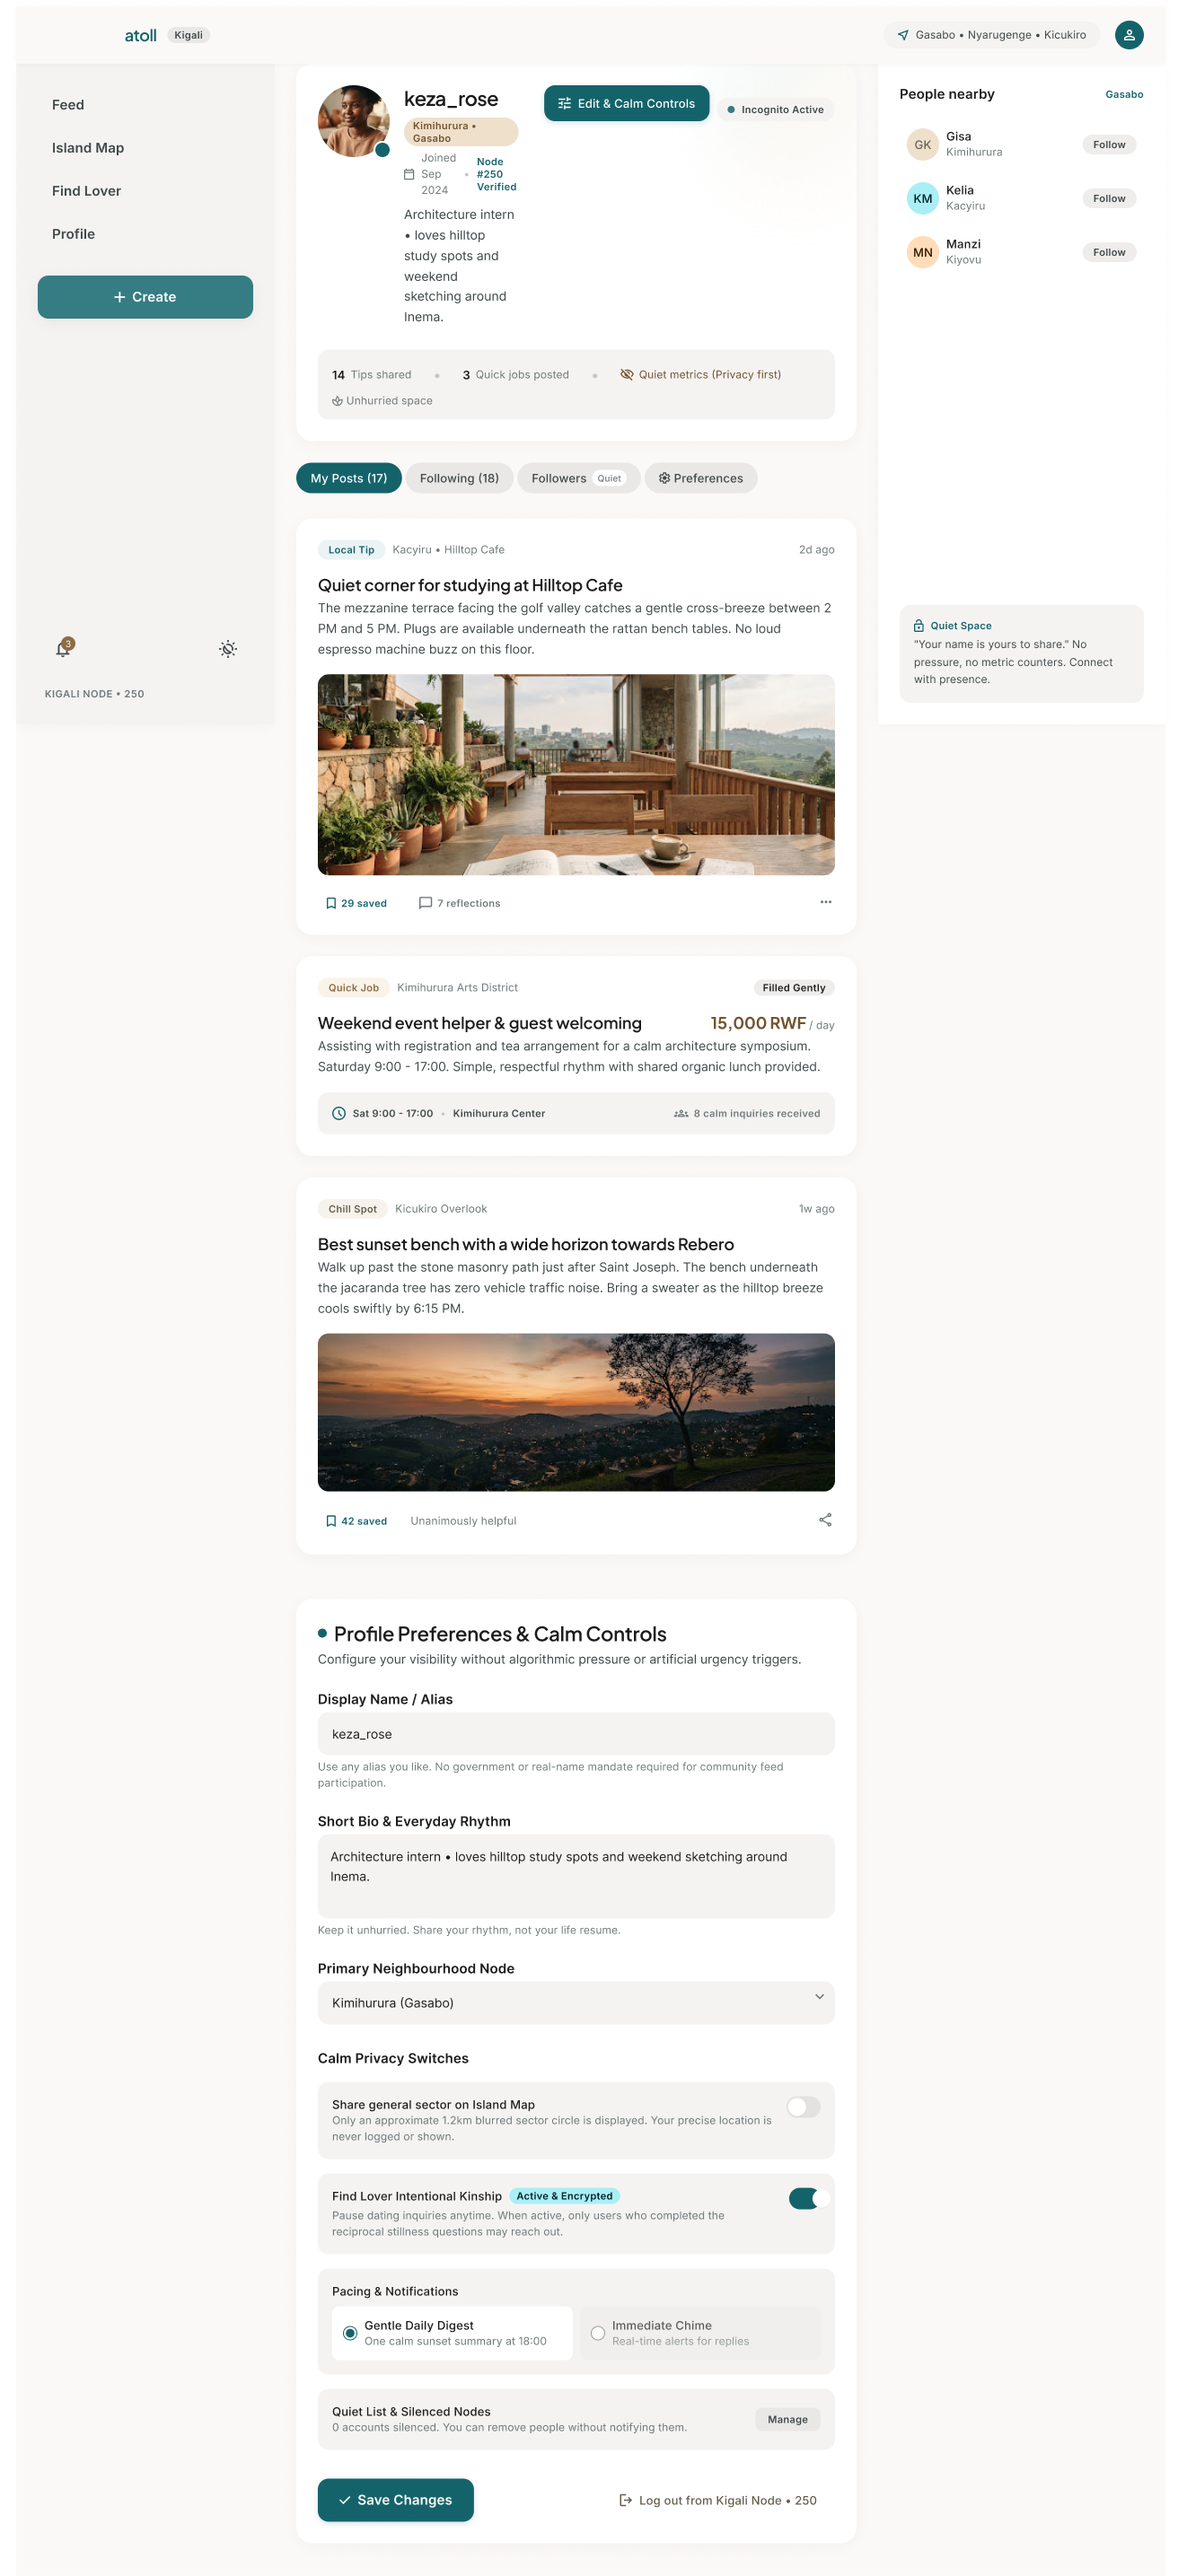 atoll
Kigali
Gasabo • Nyarugenge • Kicukiro
Feed
Island Map
Find Lover
Profile
+ Create
3
KIGALI NODE • 250
keza_rose
Kimihurura •
Gasabo
Joined
Sep
2024
•
Node
#250
Verified
Architecture intern
• loves hilltop
study spots and
weekend
sketching around
Inema.
Edit & Calm Controls
Incognito Active
14 Tips shared • 3 Quick jobs posted • Quiet metrics (Privacy first)
Unhurried space
My Posts (17)
Following (18)
Followers Quiet
Preferences
Local Tip
Kacyiru • Hilltop Cafe
2d ago
Quiet corner for studying at Hilltop Cafe
The mezzanine terrace facing the golf valley catches a gentle cross-breeze between 2
PM and 5 PM. Plugs are available underneath the rattan bench tables. No loud
espresso machine buzz on this floor.
29 saved
7 reflections
Quick Job
Kimihurura Arts District
Filled Gently
Weekend event helper & guest welcoming
15,000 RWF / day
Assisting with registration and tea arrangement for a calm architecture symposium.
Saturday 9:00 - 17:00. Simple, respectful rhythm with shared organic lunch provided.
Sat 9:00 - 17:00 • Kimihurura Center
8 calm inquiries received
Chill Spot
Kicukiro Overlook
1w ago
Best sunset bench with a wide horizon towards Rebero
Walk up past the stone masonry path just after Saint Joseph. The bench underneath
the jacaranda tree has zero vehicle traffic noise. Bring a sweater as the hilltop breeze
cools swiftly by 6:15 PM.
42 saved
Unanimously helpful
Profile Preferences & Calm Controls
Configure your visibility without algorithmic pressure or artificial urgency triggers.
Display Name / Alias
keza_rose
Use any alias you like. No government or real-name mandate required for community feed
participation.
Short Bio & Everyday Rhythm
Architecture intern • loves hilltop study spots and weekend sketching around
Inema.
Keep it unhurried. Share your rhythm, not your life resume.
Primary Neighbourhood Node
Kimihurura (Gasabo)
Calm Privacy Switches
Share general sector on Island Map
Only an approximate 1.2km blurred sector circle is displayed. Your precise location is
never logged or shown.
Find Lover Intentional Kinship
Active & Encrypted
Pause dating inquiries anytime. When active, only users who completed the
reciprocal stillness questions may reach out.
Pacing & Notifications
Gentle Daily Digest
One calm sunset summary at 18:00
Immediate Chime
Real-time alerts for replies
Quiet List & Silenced Nodes
0 accounts silenced. You can remove people without notifying them.
Manage
Save Changes
Log out from Kigali Node • 250
People nearby
Gasabo
GK
Gisa
Kimihurura
Follow
KM
Kelia
Kacyiru
Follow
MN
Manzi
Kiyovu
Follow
Quiet Space
"Your name is yours to share." No
pressure, no metric counters. Connect
with presence.